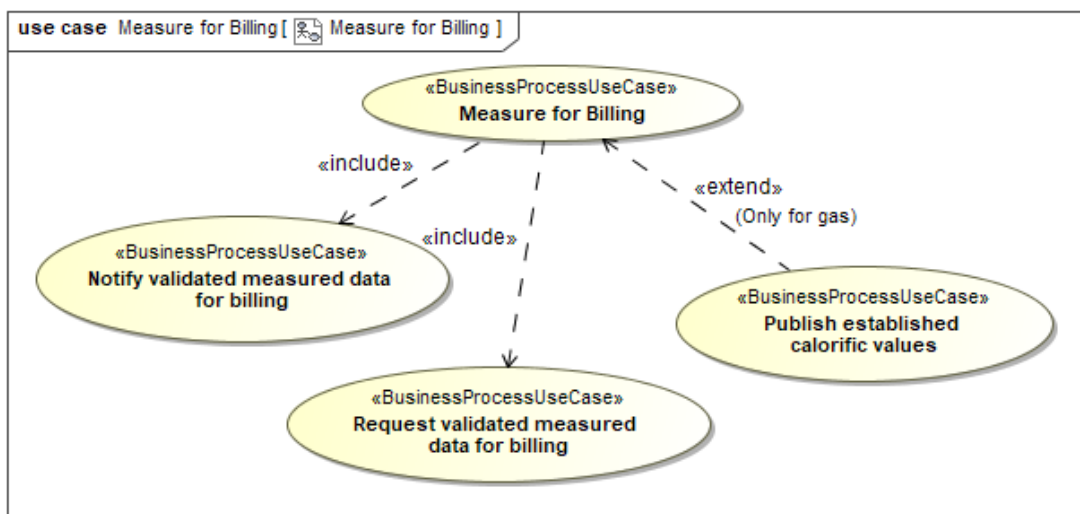 use case Measure for Billing [ Measure for Billing ]
«BusinessProcessUseCase»
Measure for Billing
«include»
«extend»
(Only for gas)
«include»
«BusinessProcessUseCase»
Notify validated measured data
for billing
«BusinessProcessUseCase»
Publish established
calorific values
«BusinessProcessUseCase»
Request validated measured
data for billing